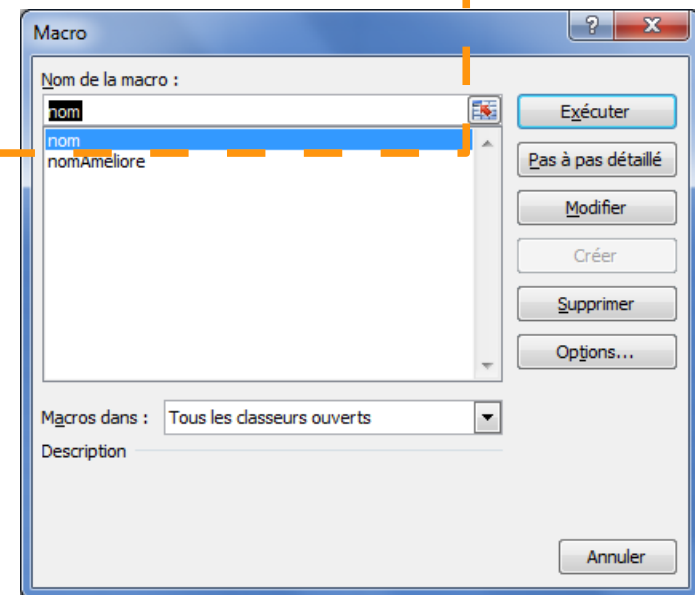 Macro
Nom de la macro :
nom
nom
nomAméliore
Exécuter
Pas à pas détaillé
Modifier
Créer
Supprimer
Options...
Macros dans : Tous les classeurs ouverts
Description
Annuler